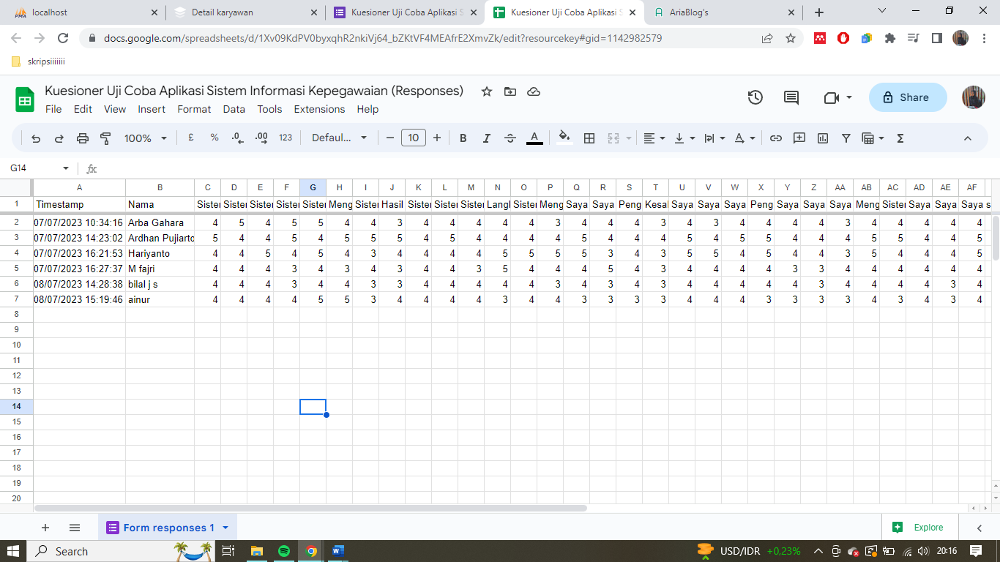 localhost
Detail karyawan
Kuesioner Uji Coba Aplikasi S
Kuesioner Uji Coba Aplikasi S
AriaBlog's
docs.google.com/spreadsheets/d/1Xv09KdPV0byxqhR2nkiVj64_bZKtVF4MEAfrE2XmvZk/edit?resourcekey#gid=1142982579
skripsiiiiiii
Kuesioner Uji Coba Aplikasi Sistem Informasi Kepegawaian (Responses)
File Edit View Insert Format Data Tools Extensions Help
Share
100% £ % .0 .00 123 Defaul... 10 B I A
G14 fx
A B C D E F G H I J K L M N O P Q R S T U V W X Y Z AA AB AC AD AE AF
1 Timestamp Nama Sister Sister Sister Sister Sister Meng Sister Hasil Sister Sister Sister Langl Sister Meng Saya Saya Peng Kesal Saya Saya Saya Peng Saya Saya Saya Meng Sister Saya Saya Saya s
2 07/07/2023 10:34:16 Arba Gahara 4 5 4 5 5 4 4 3 4 4 4 4 4 3 4 4 4 3 4 3 4 4 4 4 3 4 4 4 4 4
3 07/07/2023 14:23:02 Ardhan Pujiarto 5 4 4 5 4 5 5 5 4 5 4 4 4 4 5 4 4 4 5 4 5 5 4 4 4 5 5 4 4 5
4 07/07/2023 16:21:53 Hariyanto 4 4 5 4 5 4 3 4 4 4 4 5 5 5 5 3 4 3 5 5 4 5 4 4 3 5 4 4 4 5
5 07/07/2023 16:27:37 M fajri 4 4 4 3 4 3 4 3 4 4 3 5 4 4 4 5 4 3 4 4 4 4 3 3 4 4 4 4 4 4
6 08/07/2023 14:28:38 bilal j s 4 4 4 3 4 4 3 3 4 4 4 4 4 3 4 3 4 3 4 4 4 4 4 3 4 4 4 4 3 4
7 08/07/2023 15:19:46 ainur 4 4 4 4 5 5 3 4 4 4 4 3 4 4 3 3 3 3 4 4 4 3 3 3 3 4 3 4 3 4
8
9
10
11
12
13
14
15
16
17
18
19
20
Form responses 1
Explore
Search
USD/IDR +0,23%
20:16